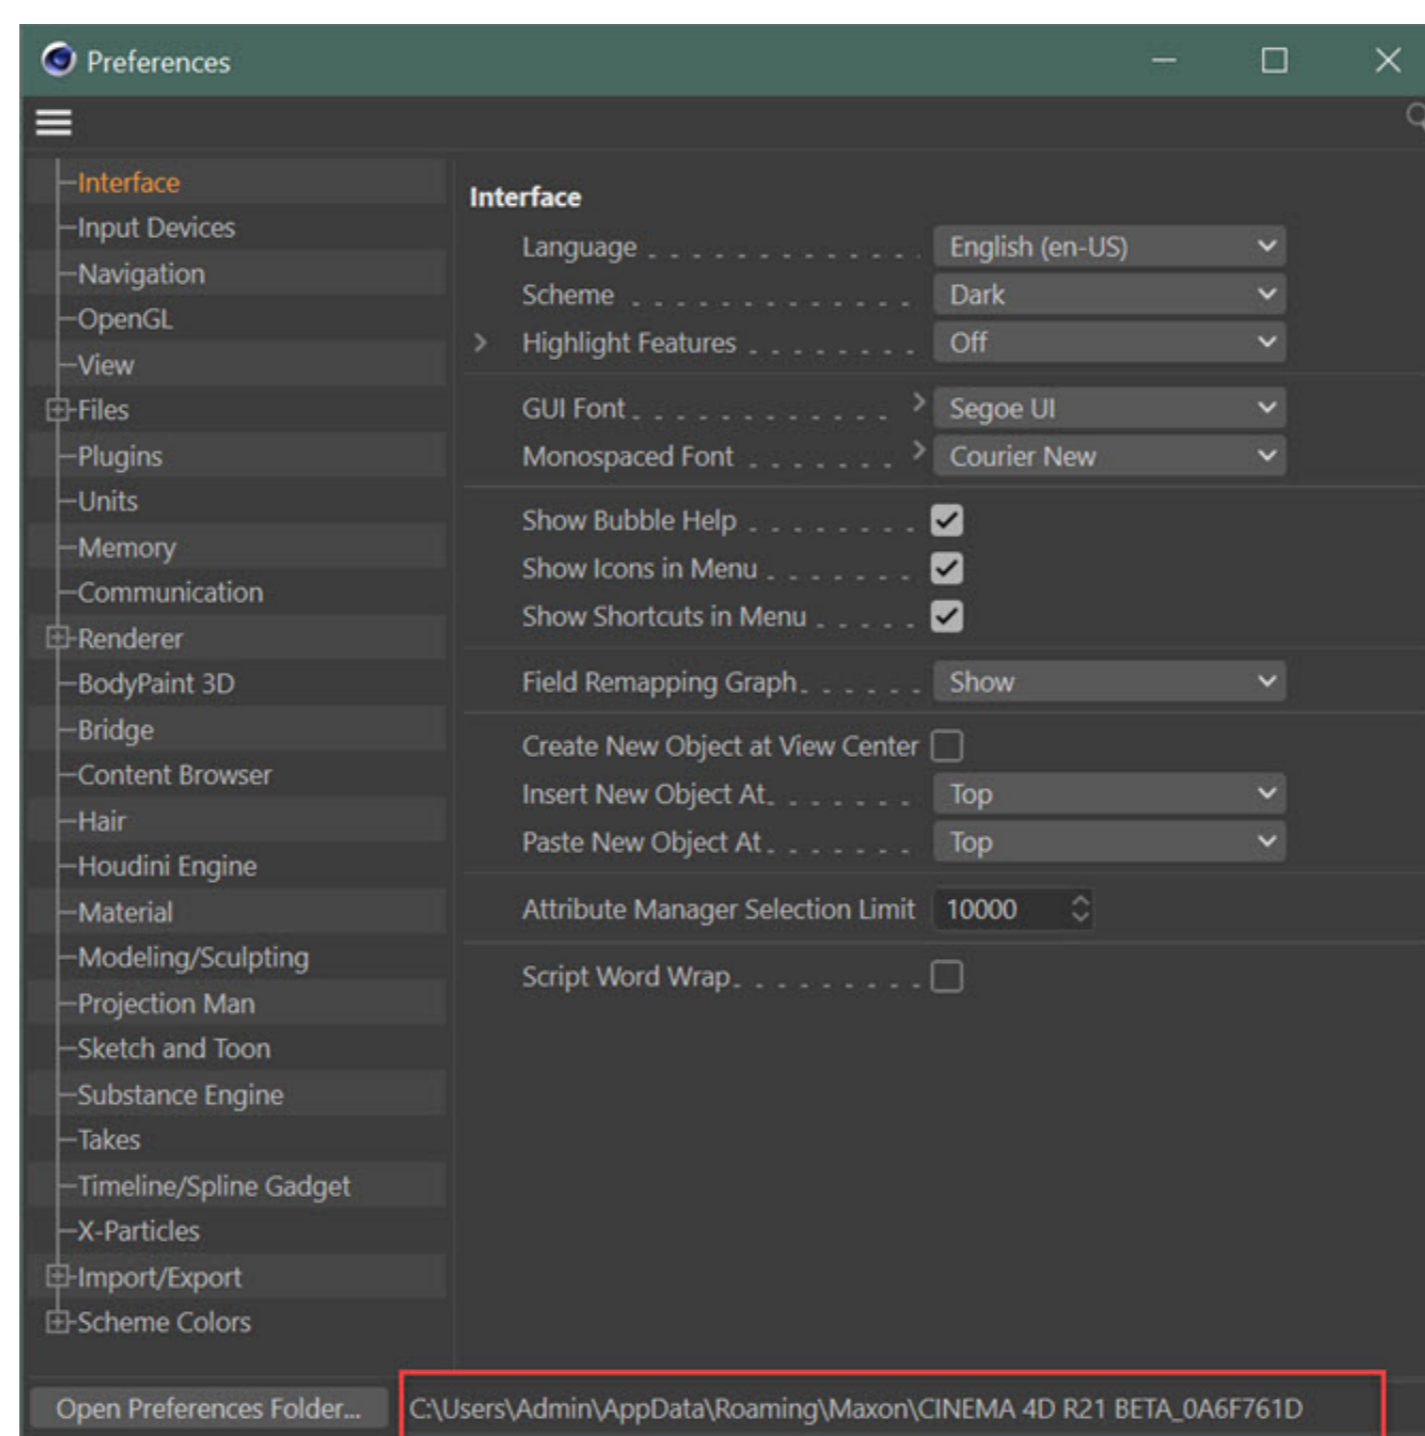 Preferences
Interface
Input Devices
Navigation
OpenGL
View
Files
Plugins
Units
Memory
Communication
Renderer
BodyPaint 3D
Bridge
Content Browser
Hair
Houdini Engine
Material
Modeling/Sculpting
Projection Man
Sketch and Toon
Substance Engine
Takes
Timeline/Spline Gadget
X-Particles
Import/Export
Scheme Colors
Interface
Language English (en-US)
Scheme Dark
Highlight Features Off
GUI Font Segoe UI
Monospaced Font Courier New
Show Bubble Help
Show Icons in Menu
Show Shortcuts in Menu
Field Remapping Graph Show
Create New Object at View Center
Insert New Object At Top
Paste New Object At Top
Attribute Manager Selection Limit 10000
Script Word Wrap
Open Preferences Folder... C:\Users\Admin\AppData\Roaming\Maxon\CINEMA 4D R21 BETA_0A6F761D